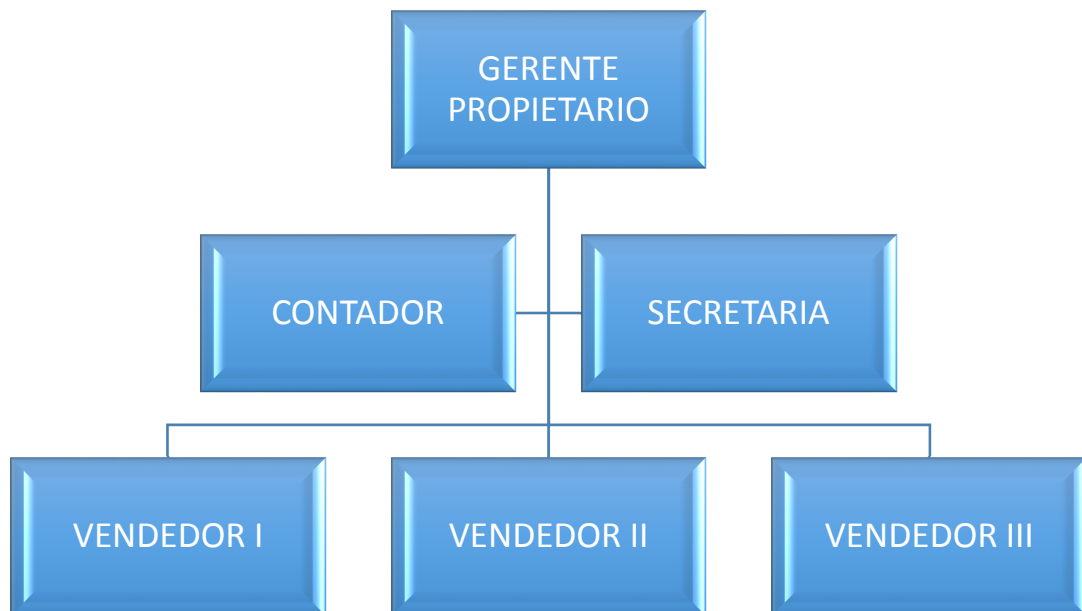 GERENTE
PROPIETARIO
CONTADOR
SECRETARIA
VENDEDOR I
VENDEDOR II
VENDEDOR III